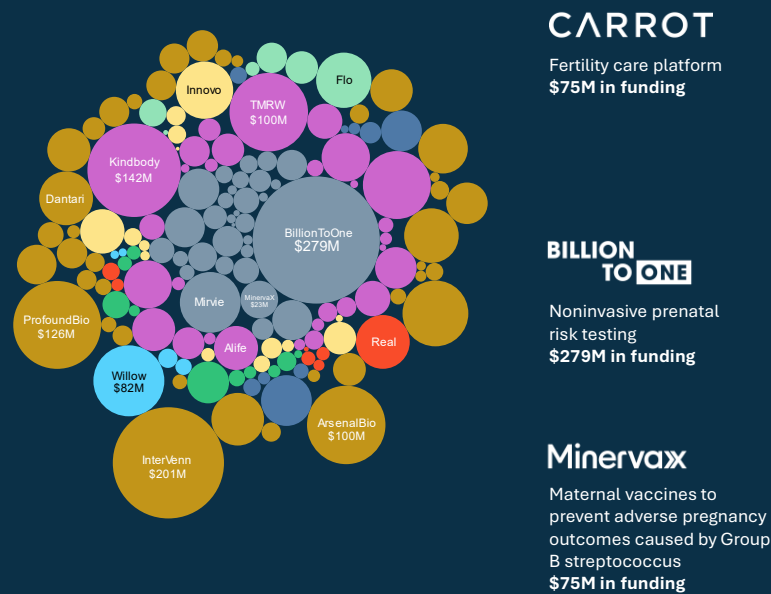 Innovo
Flo
TMRW
$100M
Kindbody
$142M
Dantari
BillionToOne
$279M
Mirvie
MinervaX
$23M
ProfoundBio
$126M
Alife
Real
Willow
$82M
ArsenalBio
$100M
InterVenn
$201M
CARROT
Fertility care platform
$75M in funding
BILLION
TO ONE
Noninvasive prenatal
risk testing
$279M in funding
Minervax
Maternal vaccines to
prevent adverse pregnancy
outcomes caused by Group
B streptococcus
$75M in funding